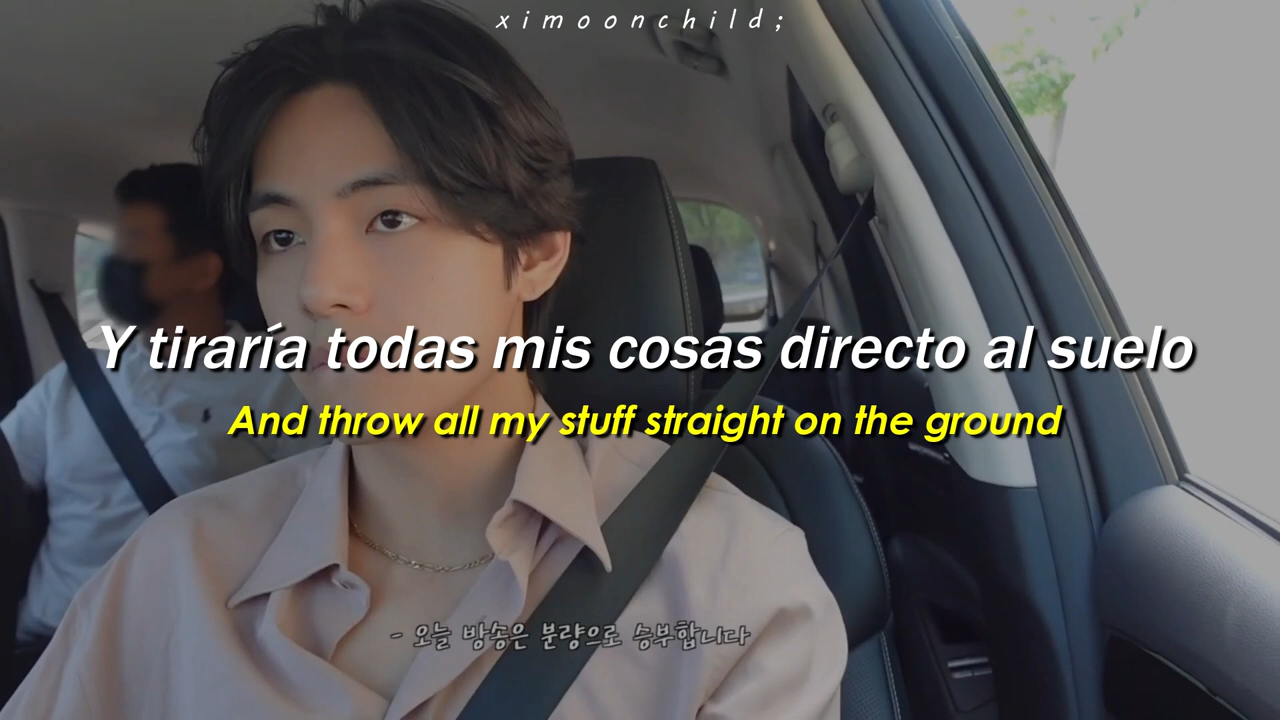 ximoonchild;
Y tiraría todas mis cosas directo al suelo
And throw all my stuff straight on the ground
- 오늘 방송은 분량으로 승부합니다